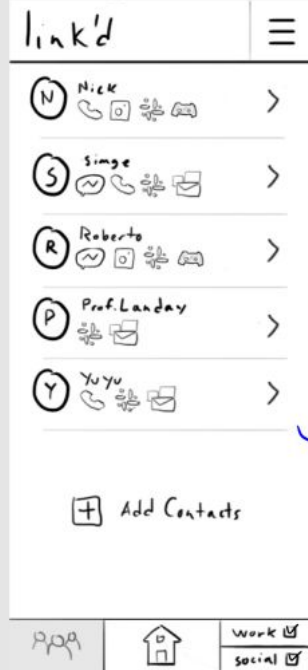 link'd
N Nick
S Simge
R Roberto
P Prof. Landay
Y YuYu
+ Add Contacts
work
social